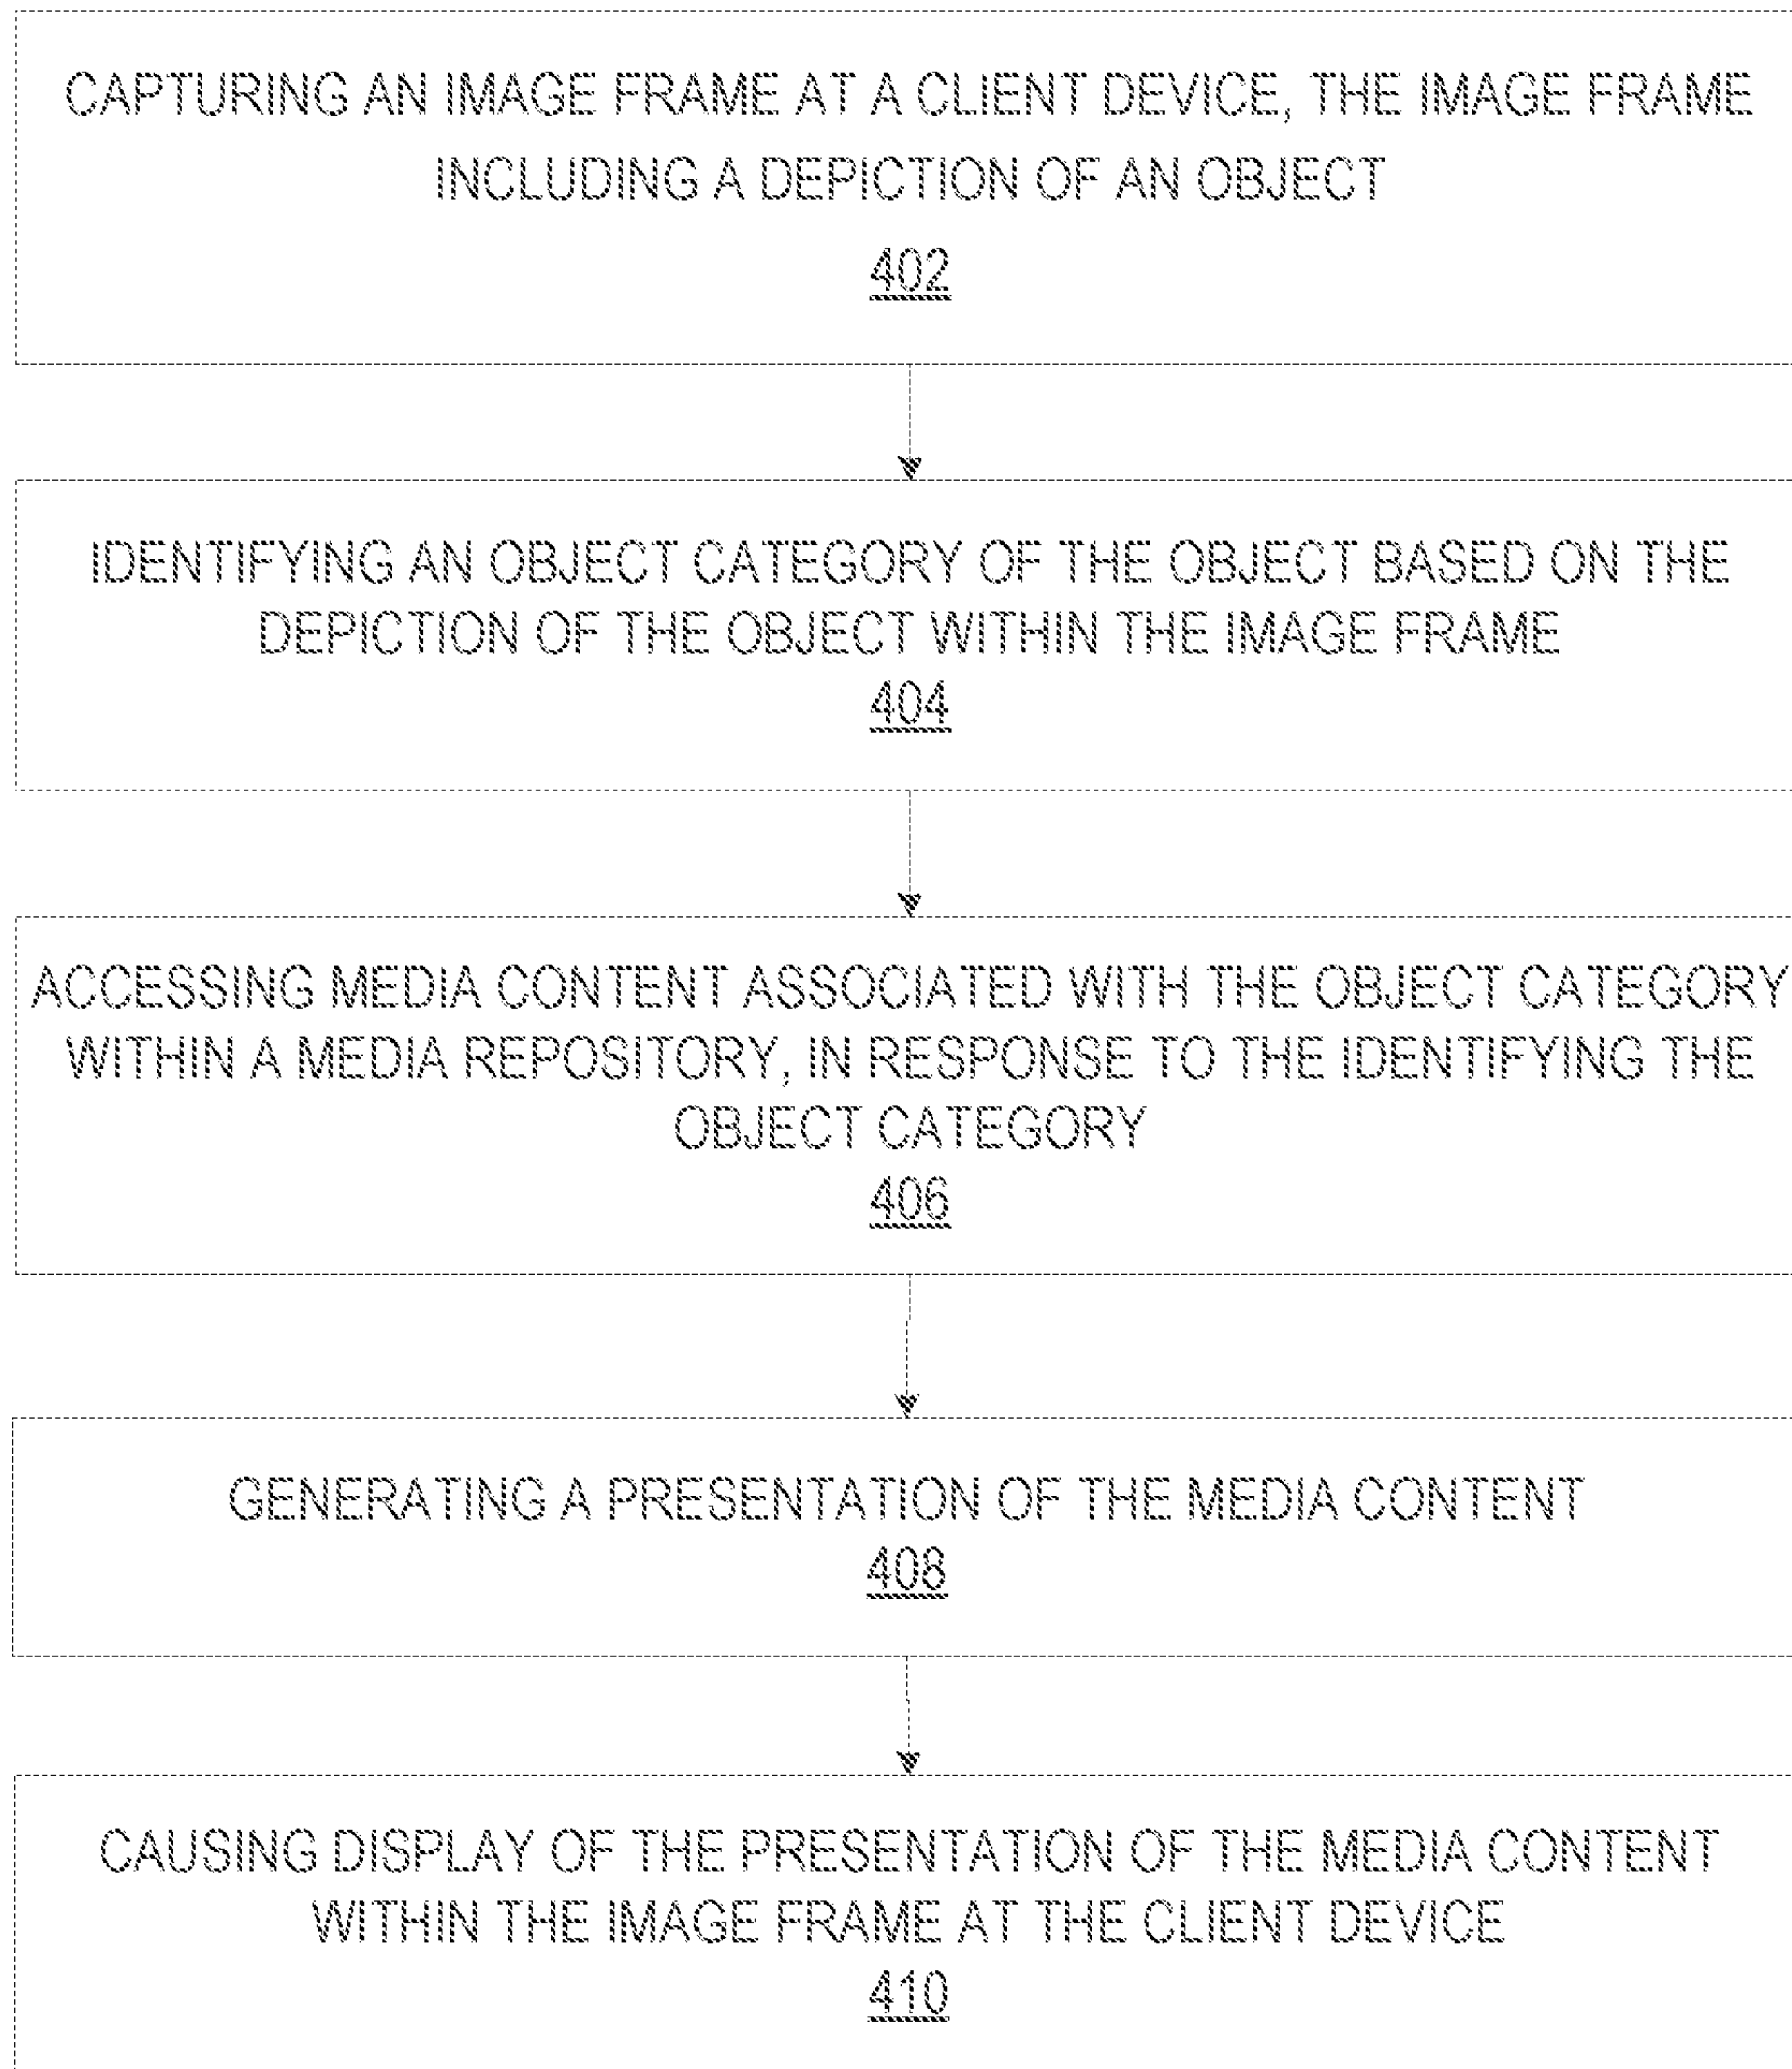 CAPTURING AN IMAGE FRAME AT A CLIENT DEVICE, THE IMAGE FRAME
INCLUDING A DEPICTION OF AN OBJECT
402
IDENTIFYING AN OBJECT CATEGORY OF THE OBJECT BASED ON THE
DEPICTION OF THE OBJECT WITHIN THE IMAGE FRAME
404
ACCESSING MEDIA CONTENT ASSOCIATED WITH THE OBJECT CATEGORY
WITHIN A MEDIA REPOSITORY, IN RESPONSE TO THE IDENTIFYING THE
OBJECT CATEGORY
406
GENERATING A PRESENTATION OF THE MEDIA CONTENT
408
CAUSING DISPLAY OF THE PRESENTATION OF THE MEDIA CONTENT
WITHIN THE IMAGE FRAME AT THE CLIENT DEVICE
410